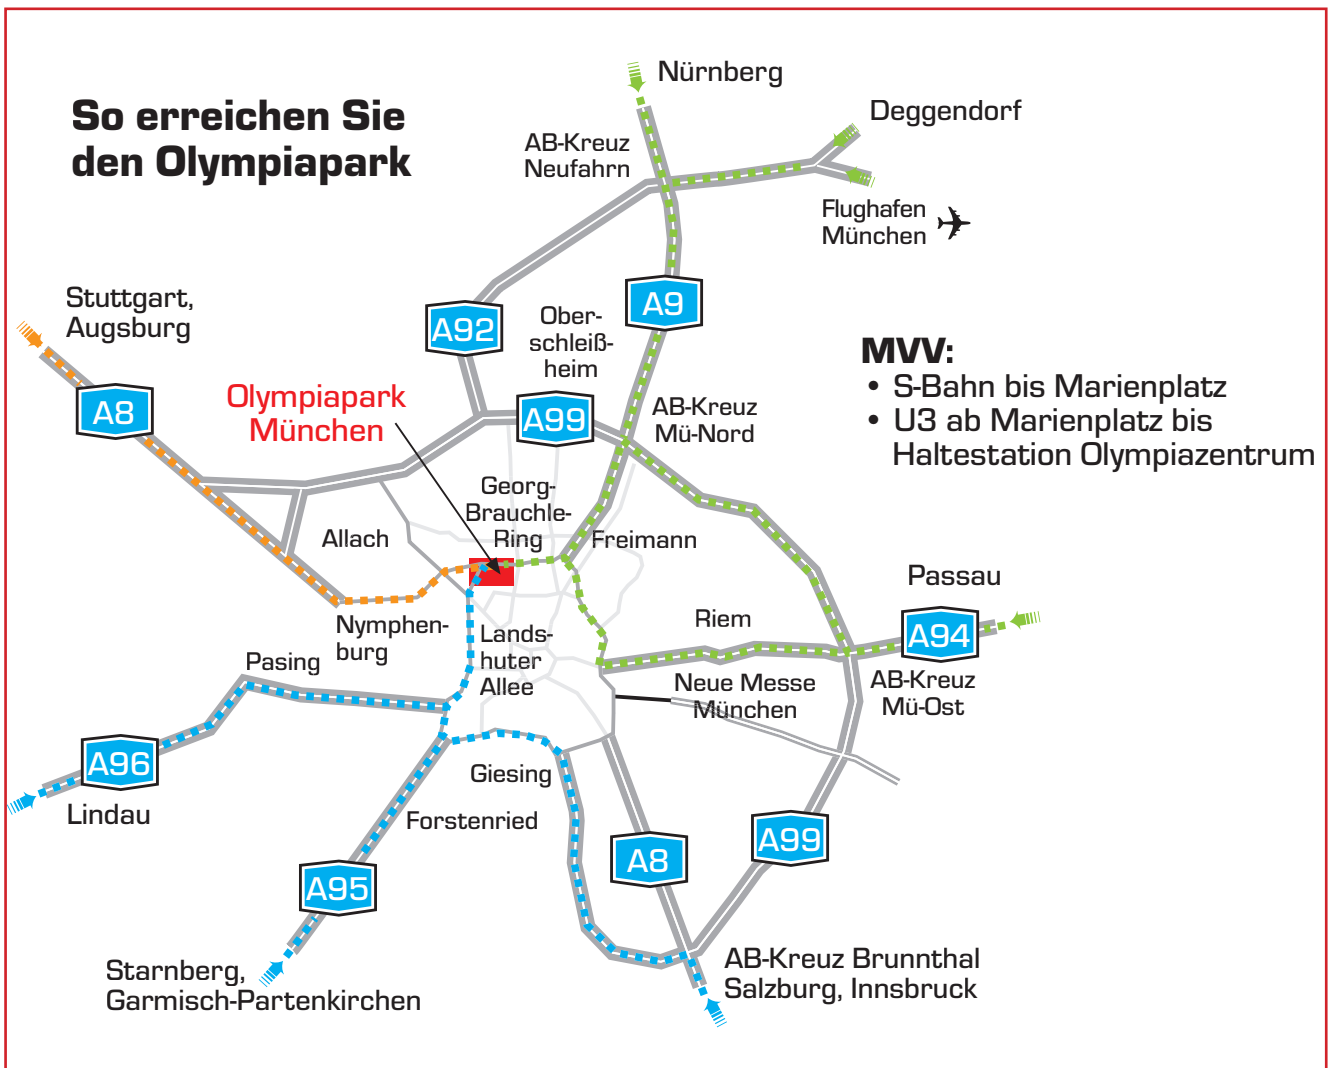 So erreichen Sie
den Olympiapark
Nürnberg
Deggendorf
AB-Kreuz
Neufahrn
Flughafen
München
Stuttgart,
Augsburg
A92
A9
Ober-
schleiß-
heim
MVV:
• S-Bahn bis Marienplatz
• U3 ab Marienplatz bis
Haltestation Olympiazentrum
A8
Olympiapark
München
A99
AB-Kreuz
Mü-Nord
Georg-
Brauchle-
Ring
Allach
Freimann
Passau
A94
Riem
Nymphen-
burg
Lands-
huter
Allee
Pasing
Neue Messe
München
AB-Kreuz
Mü-Ost
A96
Lindau
Giesing
Forstenried
A8
A99
A95
Starnberg,
Garmisch-Partenkirchen
AB-Kreuz Brunnthal
Salzburg, Innsbruck